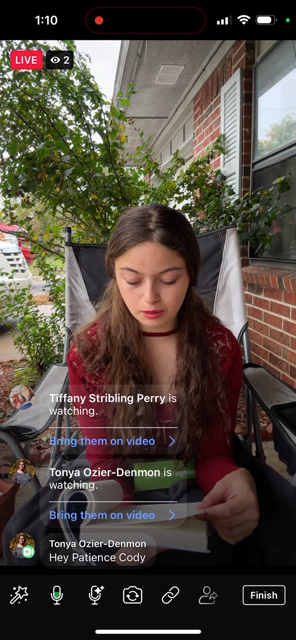 1:10
LIVE
2
Tiffany Stribling Perry is
watching.
Bring them on video
Tonya Ozier-Denmon is
watching.
Bring them on video
Tonya Ozier-Denmon
Hey Patience Cody
Finish